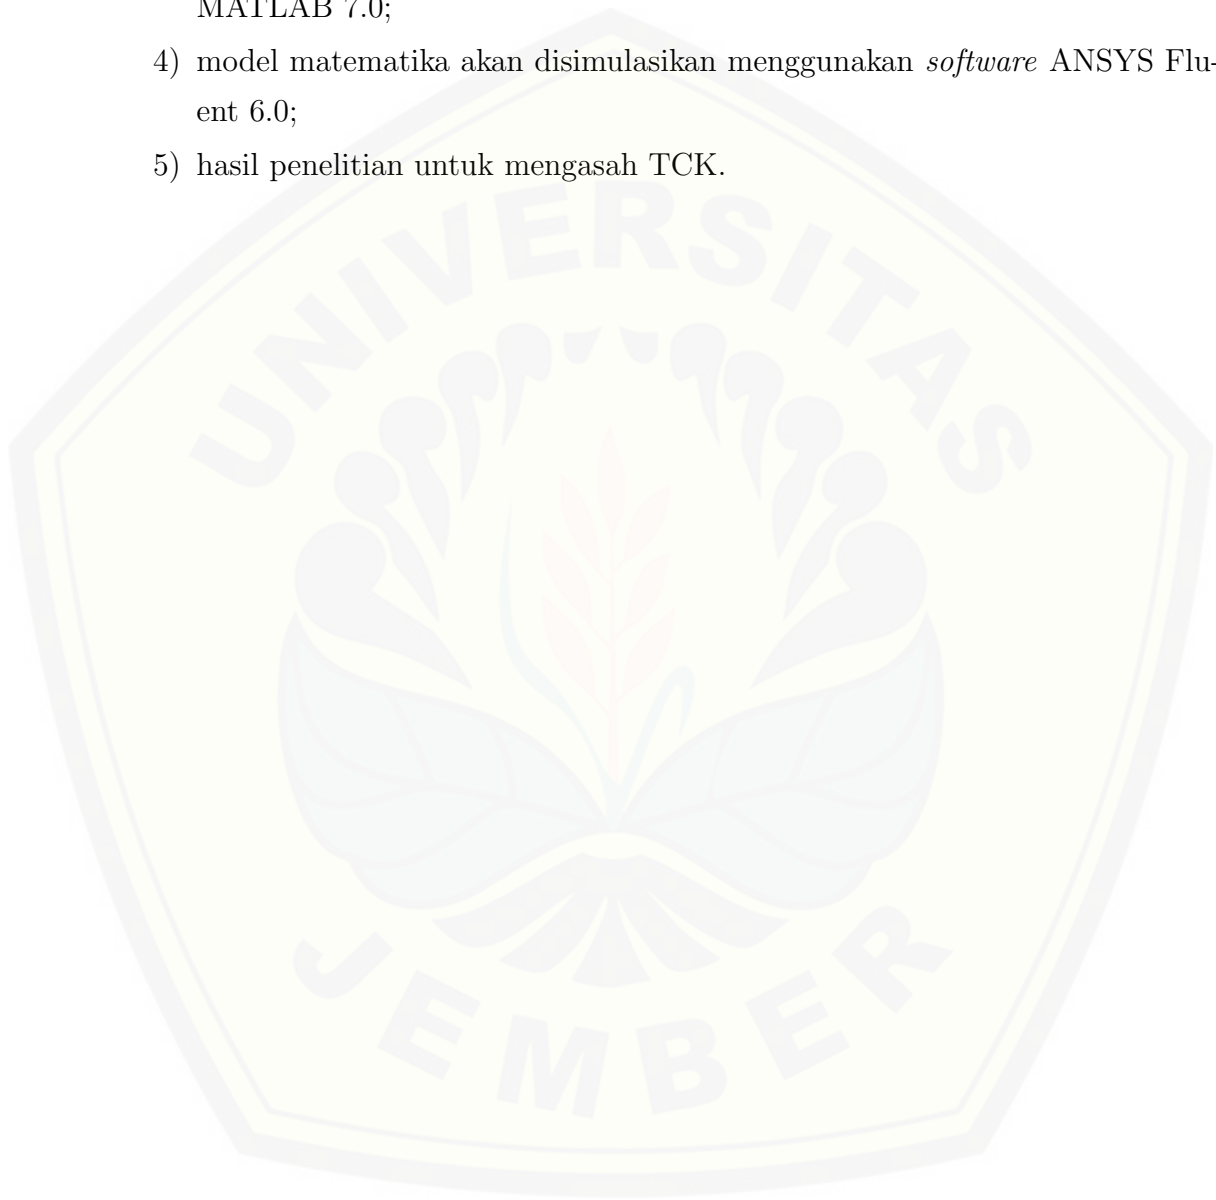 MATLAB 7.0;
4) model matematika akan disimulasikan menggunakan software ANSYS Flu-
ent 6.0;
5) hasil penelitian untuk mengasah TCK.
UNIVERSITAS
JEMBER